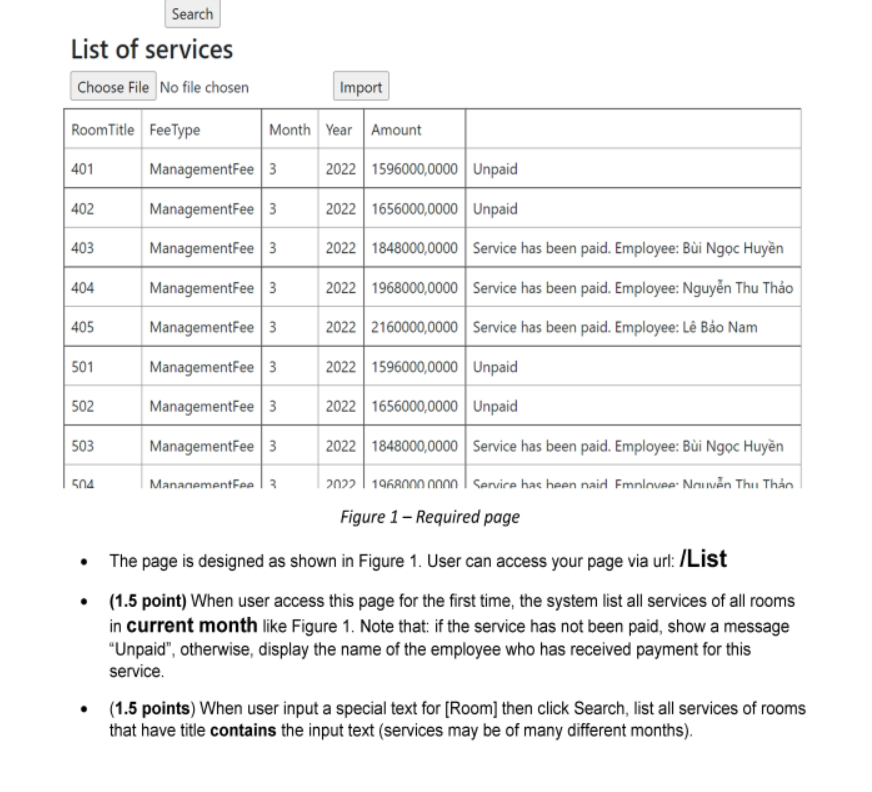 Search
List of services
Choose File No file chosen Import
RoomTitle FeeType Month Year Amount
401 ManagementFee 3 2022 1596000,0000 Unpaid
402 ManagementFee 3 2022 1656000,0000 Unpaid
403 ManagementFee 3 2022 1848000,0000 Service has been paid. Employee: Bùi Ngọc Huyền
404 ManagementFee 3 2022 1968000,0000 Service has been paid. Employee: Nguyễn Thu Thảo
405 ManagementFee 3 2022 2160000,0000 Service has been paid. Employee: Lê Bảo Nam
501 ManagementFee 3 2022 1596000,0000 Unpaid
502 ManagementFee 3 2022 1656000,0000 Unpaid
503 ManagementFee 3 2022 1848000,0000 Service has been paid. Employee: Bùi Ngọc Huyền
504 ManagementFee 3 2022 1968000,0000 Service has been paid. Employee: Nguyễn Thu Thảo
Figure 1 – Required page
• The page is designed as shown in Figure 1. User can access your page via url: /List
• (1.5 point) When user access this page for the first time, the system list all services of all rooms
in current month like Figure 1. Note that: if the service has not been paid, show a message
“Unpaid”, otherwise, display the name of the employee who has received payment for this
service.
• (1.5 points) When user input a special text for [Room] then click Search, list all services of rooms
that have title contains the input text (services may be of many different months).